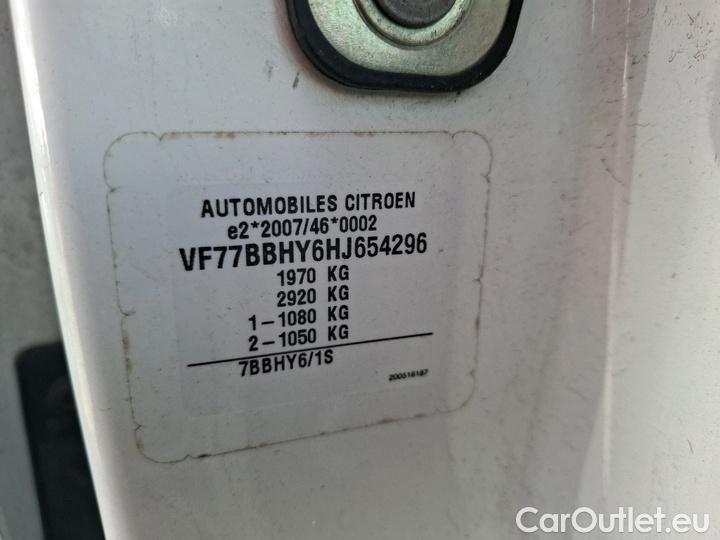 AUTOMOBILES CITROEN
e2*2007/46*0002
VF77BBHY6HJ654296
1970 KG
2920 KG
1-1080 KG
2-1050 KG
7BBHY6/1S
200516187
CarOutlet.eu